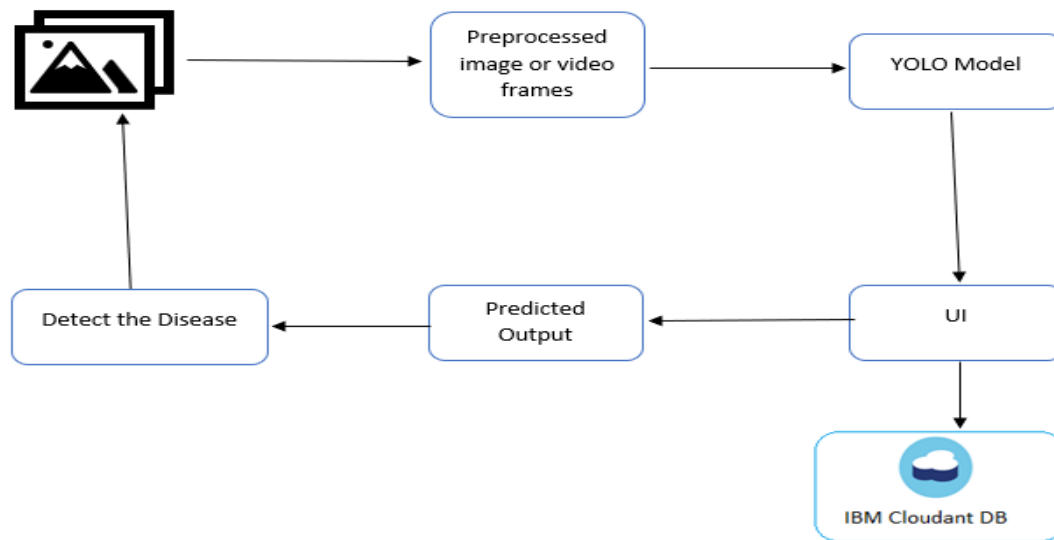 Preprocessed
image or video
frames
YOLO Model
Detect the Disease
Predicted
Output
UI
IBM Cloudant DB